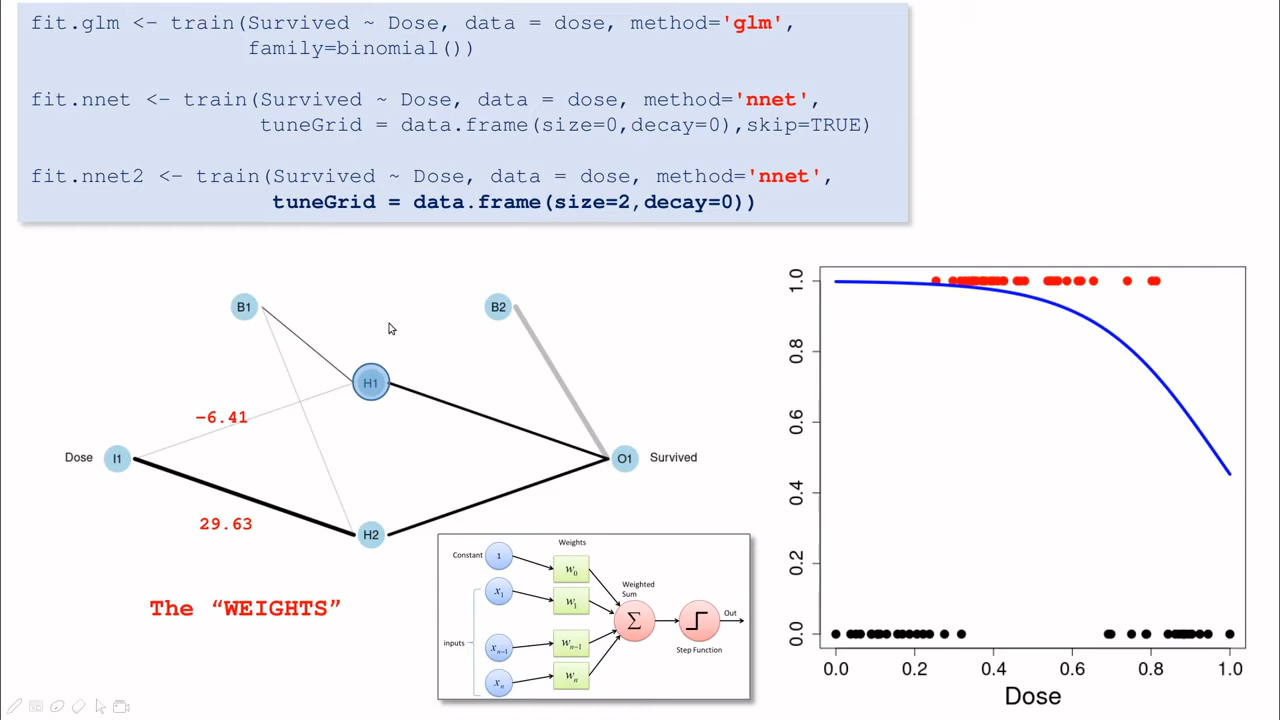 fit.glm <- train(Survived ~ Dose, data = dose, method='glm',
family=binomial())
fit.nnet <- train(Survived ~ Dose, data = dose, method='nnet',
tuneGrid = data.frame(size=0,decay=0),skip=TRUE)
fit.nnet2 <- train(Survived ~ Dose, data = dose, method='nnet',
tuneGrid = data.frame(size=2,decay=0))
B1
B2
H1
-6.41
Dose
I1
O1
Survived
29.63
H2
The “WEIGHTS”
Weights
Constant
1
w0
Weighted
Sum
x1
w1
Σ
Out
inputs
xn-1
wn-1
Step Function
xn
wn
1.0
0.8
0.6
0.4
0.2
0.0
0.0 0.2 0.4 0.6 0.8 1.0
Dose